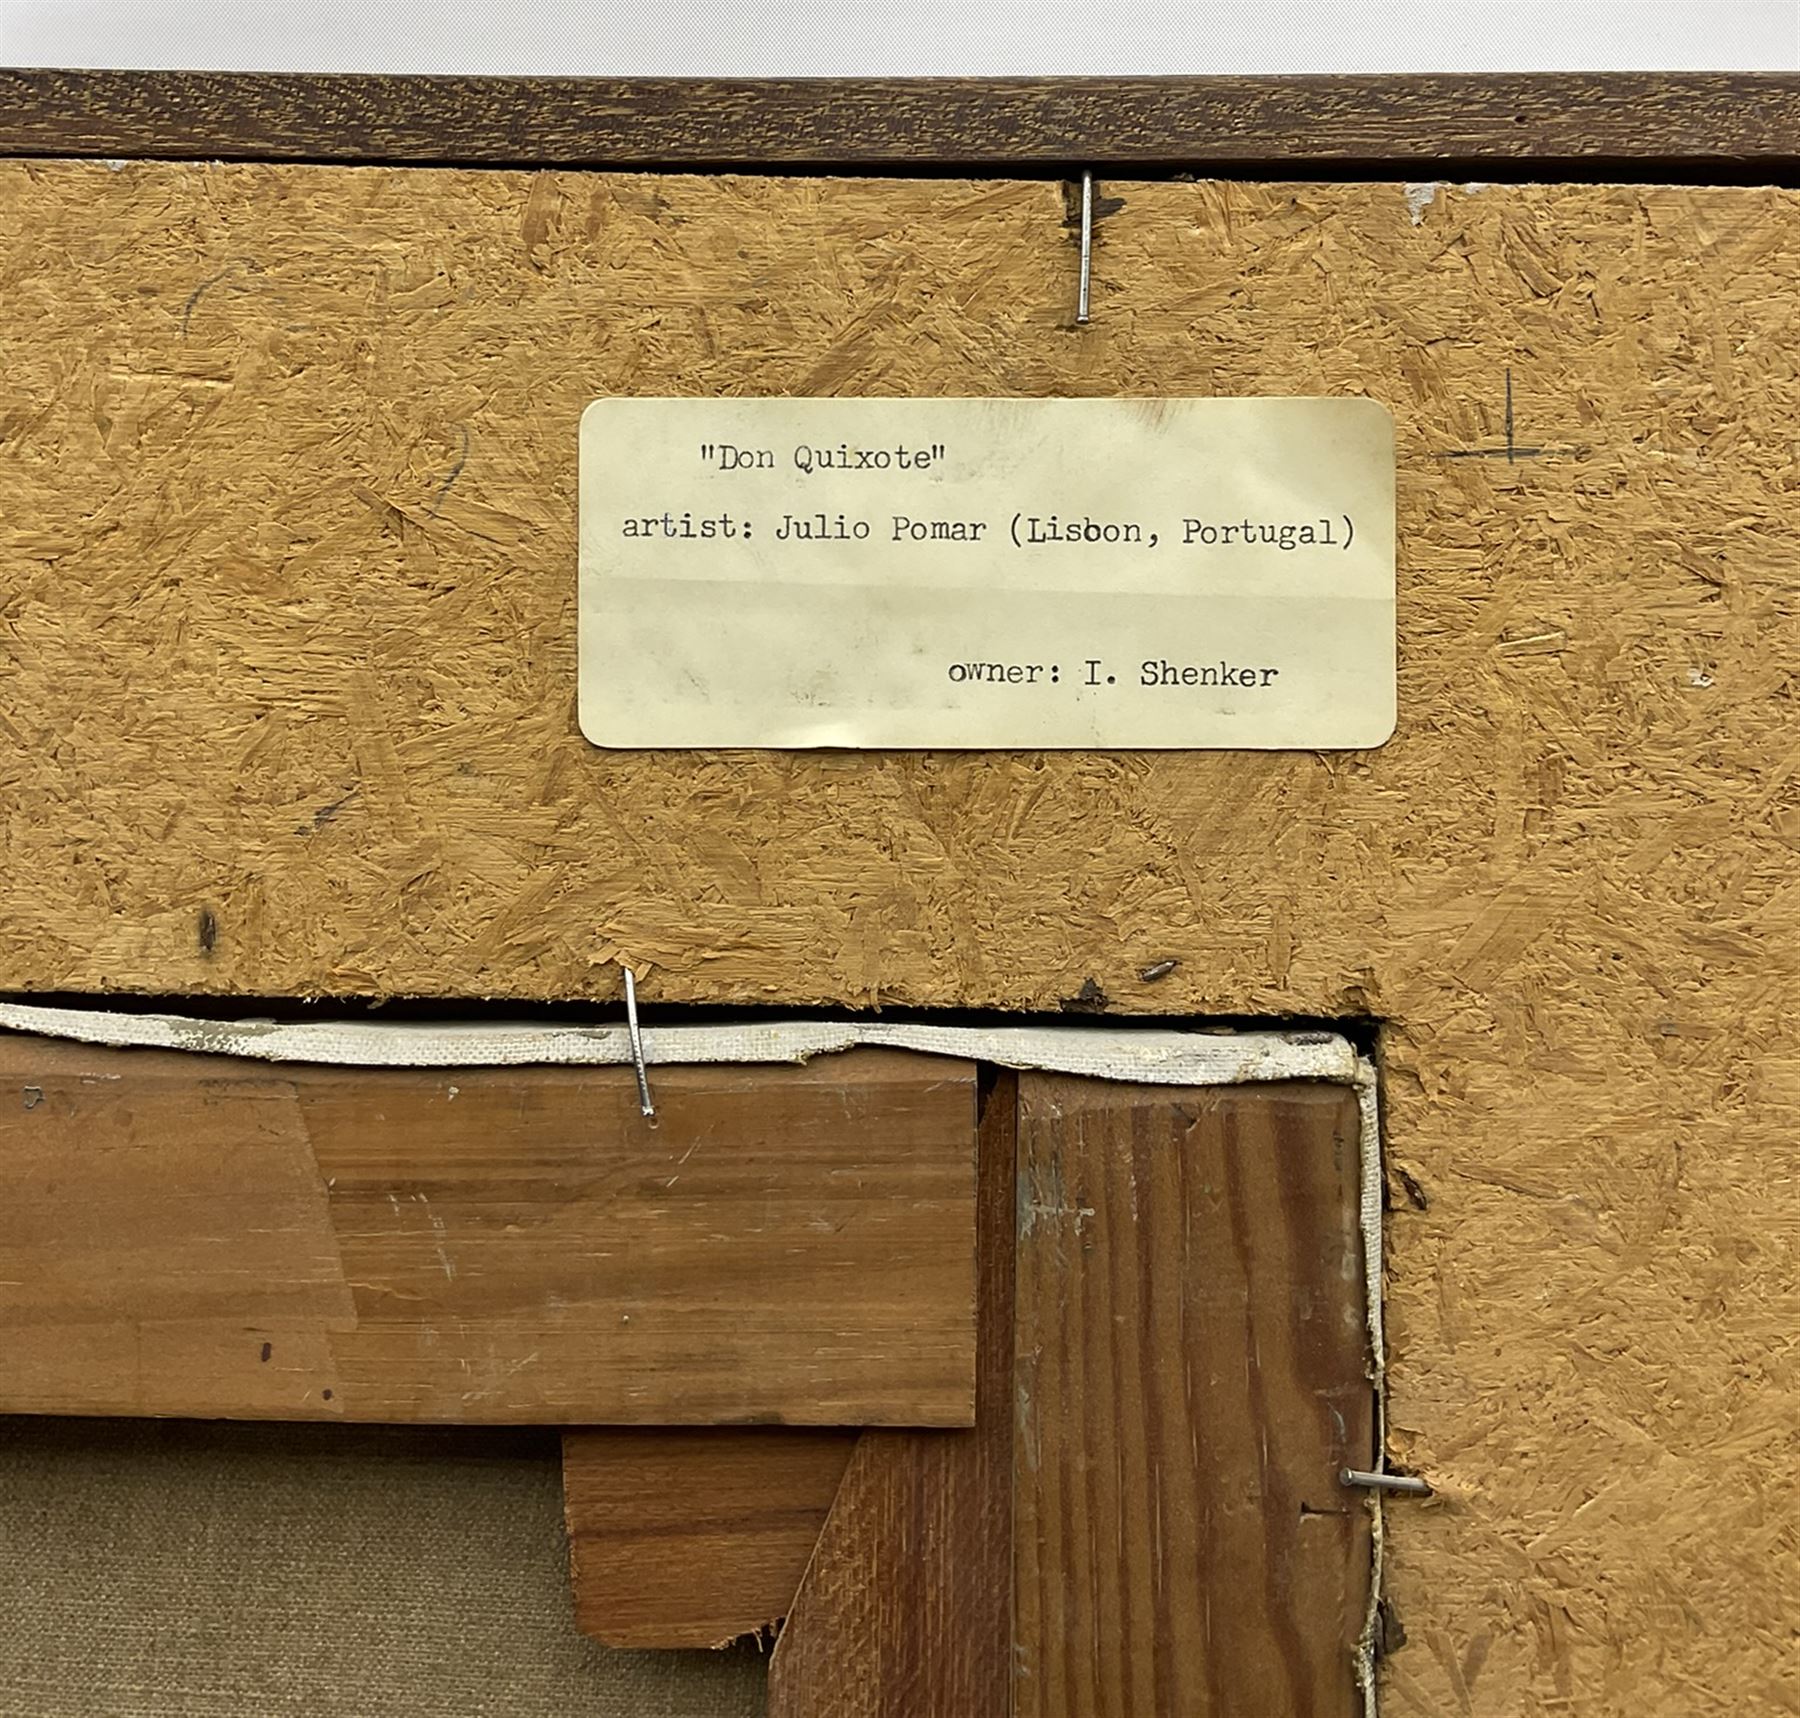 "Don Quixote"
artist: Julio Pomar (Lisbon, Portugal)
owner: I. Shenker